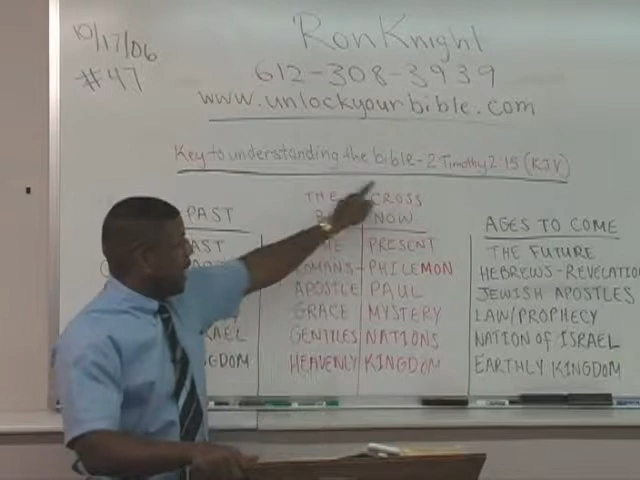 10/17/06
#47
Ron Knight
612-308-3939
www.unlockyourbible.com
Key to understanding the bible - 2 Timothy 2:15 (KJV)
PAST
THE CROSS
NOW
AGES TO COME
PRESENT
THE FUTURE
ROMANS - PHILEMON
HEBREWS - REVELATION
APOSTLE PAUL
JEWISH APOSTLES
GRACE MYSTERY
LAW/PROPHECY
GENTILES NATIONS
NATION OF ISRAEL
HEAVENLY KINGDOM
EARTHLY KINGDOM